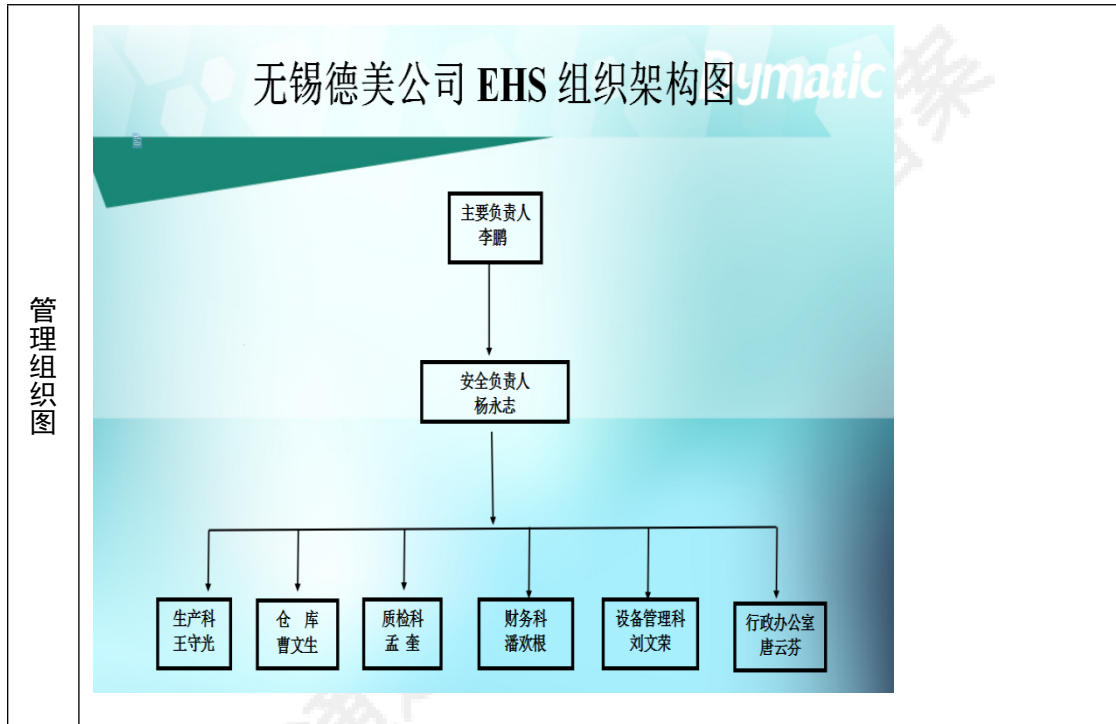 管理组织图
Dymatic
无锡德美公司 EHS 组织架构图
主要负责人
李鹏
安全负责人
杨永志
生产科
王守光
仓 库
曹文生
质检科
孟 奎
财务科
潘欢根
设备管理科
刘文荣
行政办公室
唐云芬